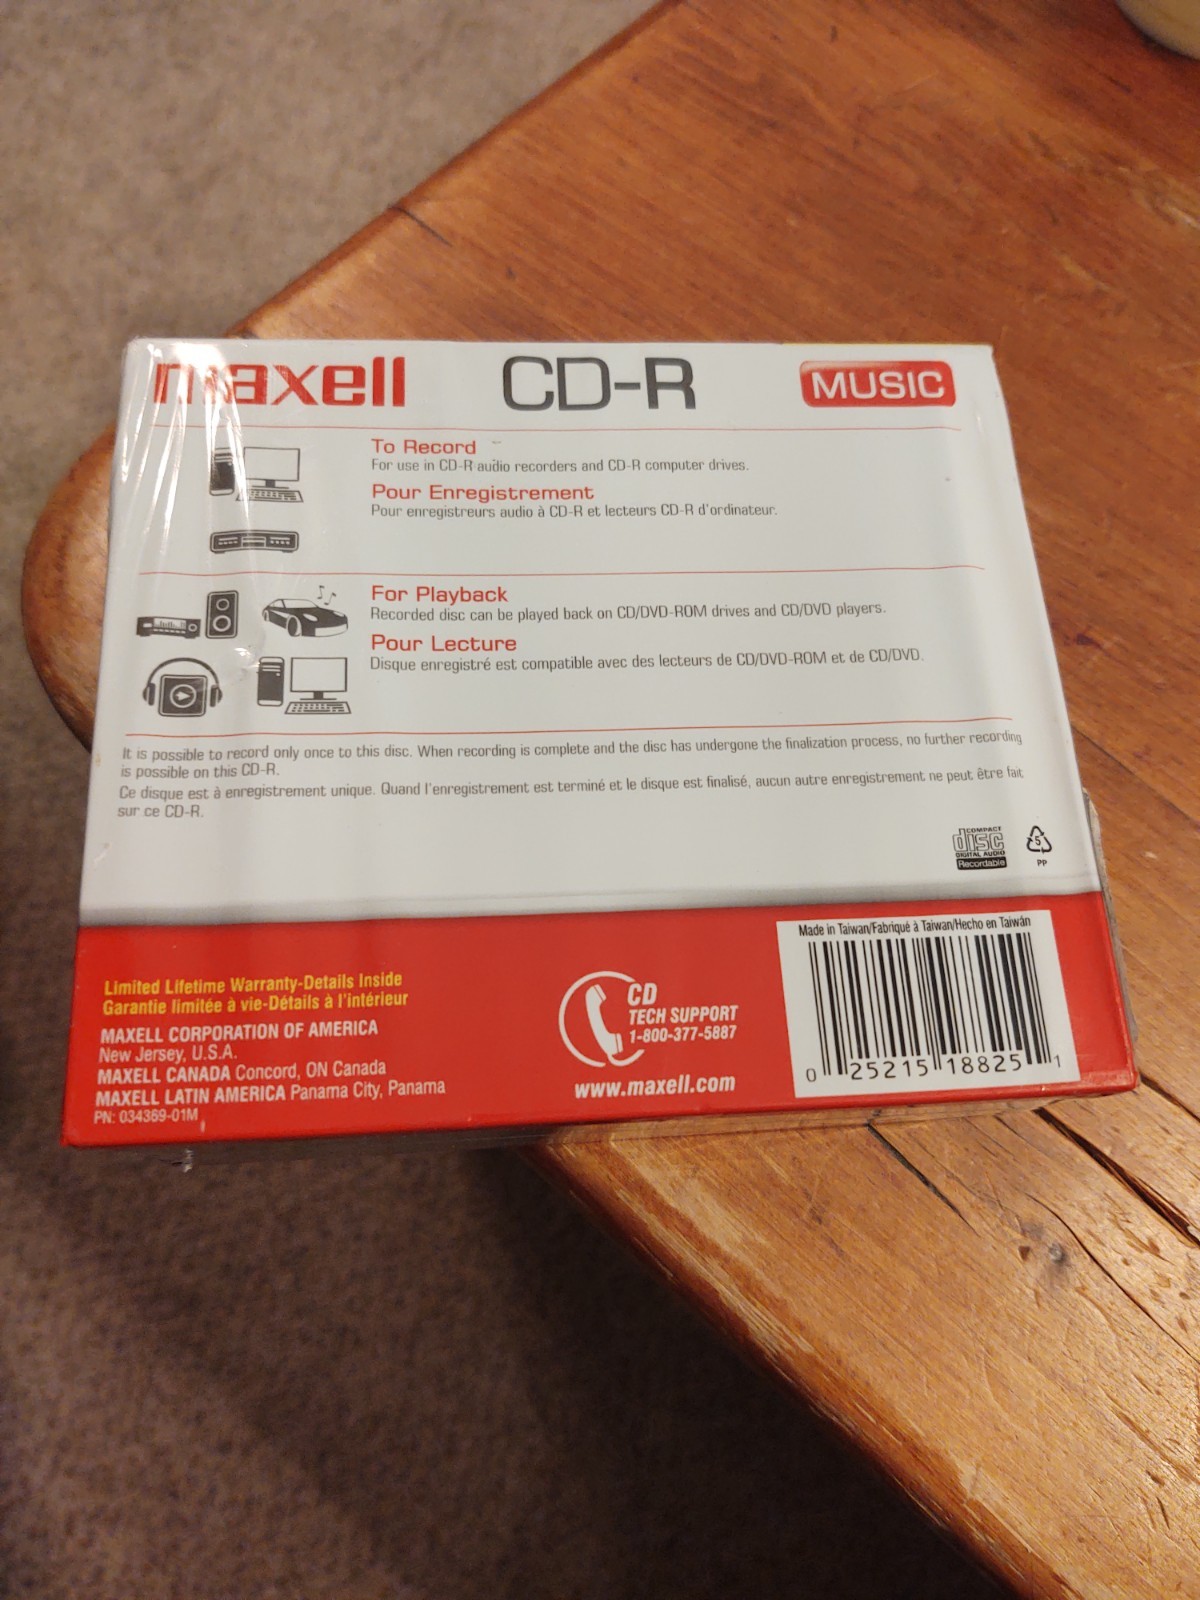 maxell CD-R MUSIC
To Record
For use in CD-R audio recorders and CD-R computer drives.
Pour Enregistrement
Pour enregistreurs audio à CD-R et lecteurs CD-R d'ordinateur.
For Playback
Recorded disc can be played back on CD/DVD-ROM drives and CD/DVD players.
Pour Lecture
Disque enregistré est compatible avec des lecteurs de CD/DVD-ROM et de CD/DVD.
It is possible to record only once to this disc. When recording is complete and the disc has undergone the finalization process, no further recording
is possible on this CD-R.
Ce disque est à enregistrement unique. Quand l'enregistrement est terminé et le disque est finalisé, aucun autre enregistrement ne peut être fait
sur ce CD-R.
COMPACT
disc
DIGITAL AUDIO
Recordable
5
PP
Limited Lifetime Warranty-Details Inside
Garantie limitée à vie-Détails à l'intérieur
MAXELL CORPORATION OF AMERICA
New Jersey, U.S.A.
MAXELL CANADA Concord, ON Canada
MAXELL LATIN AMERICA Panama City, Panama
PN: 034369-01M
CD
TECH SUPPORT
1-800-377-5887
www.maxell.com
Made in Taiwan/Fabriqué à Taiwan/Hecho en Taiwán
0 25215 18825 1